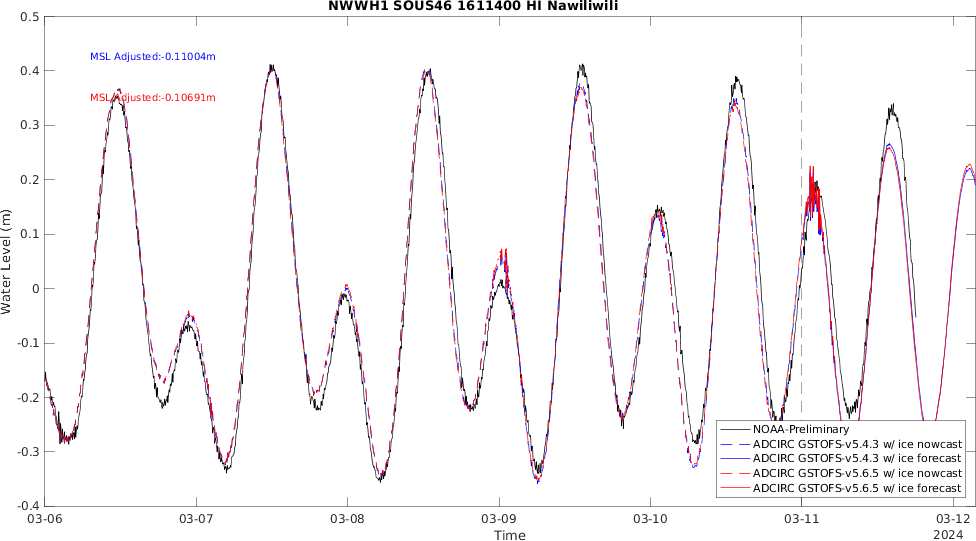 NWWH1 SOUS46 1611400 HI Nawiliwili
MSL Adjusted:-0.11004m
MSL Adjusted:-0.10691m
Water Level (m)
0.5
0.4
0.3
0.2
0.1
0
-0.1
-0.2
-0.3
-0.4
NOAA-Preliminary
ADCIRC GSTOFS-v5.4.3 w/ ice nowcast
ADCIRC GSTOFS-v5.4.3 w/ ice forecast
ADCIRC GSTOFS-v5.6.5 w/ ice nowcast
ADCIRC GSTOFS-v5.6.5 w/ ice forecast
03-06 03-07 03-08 03-09 03-10 03-11 03-12
2024
Time